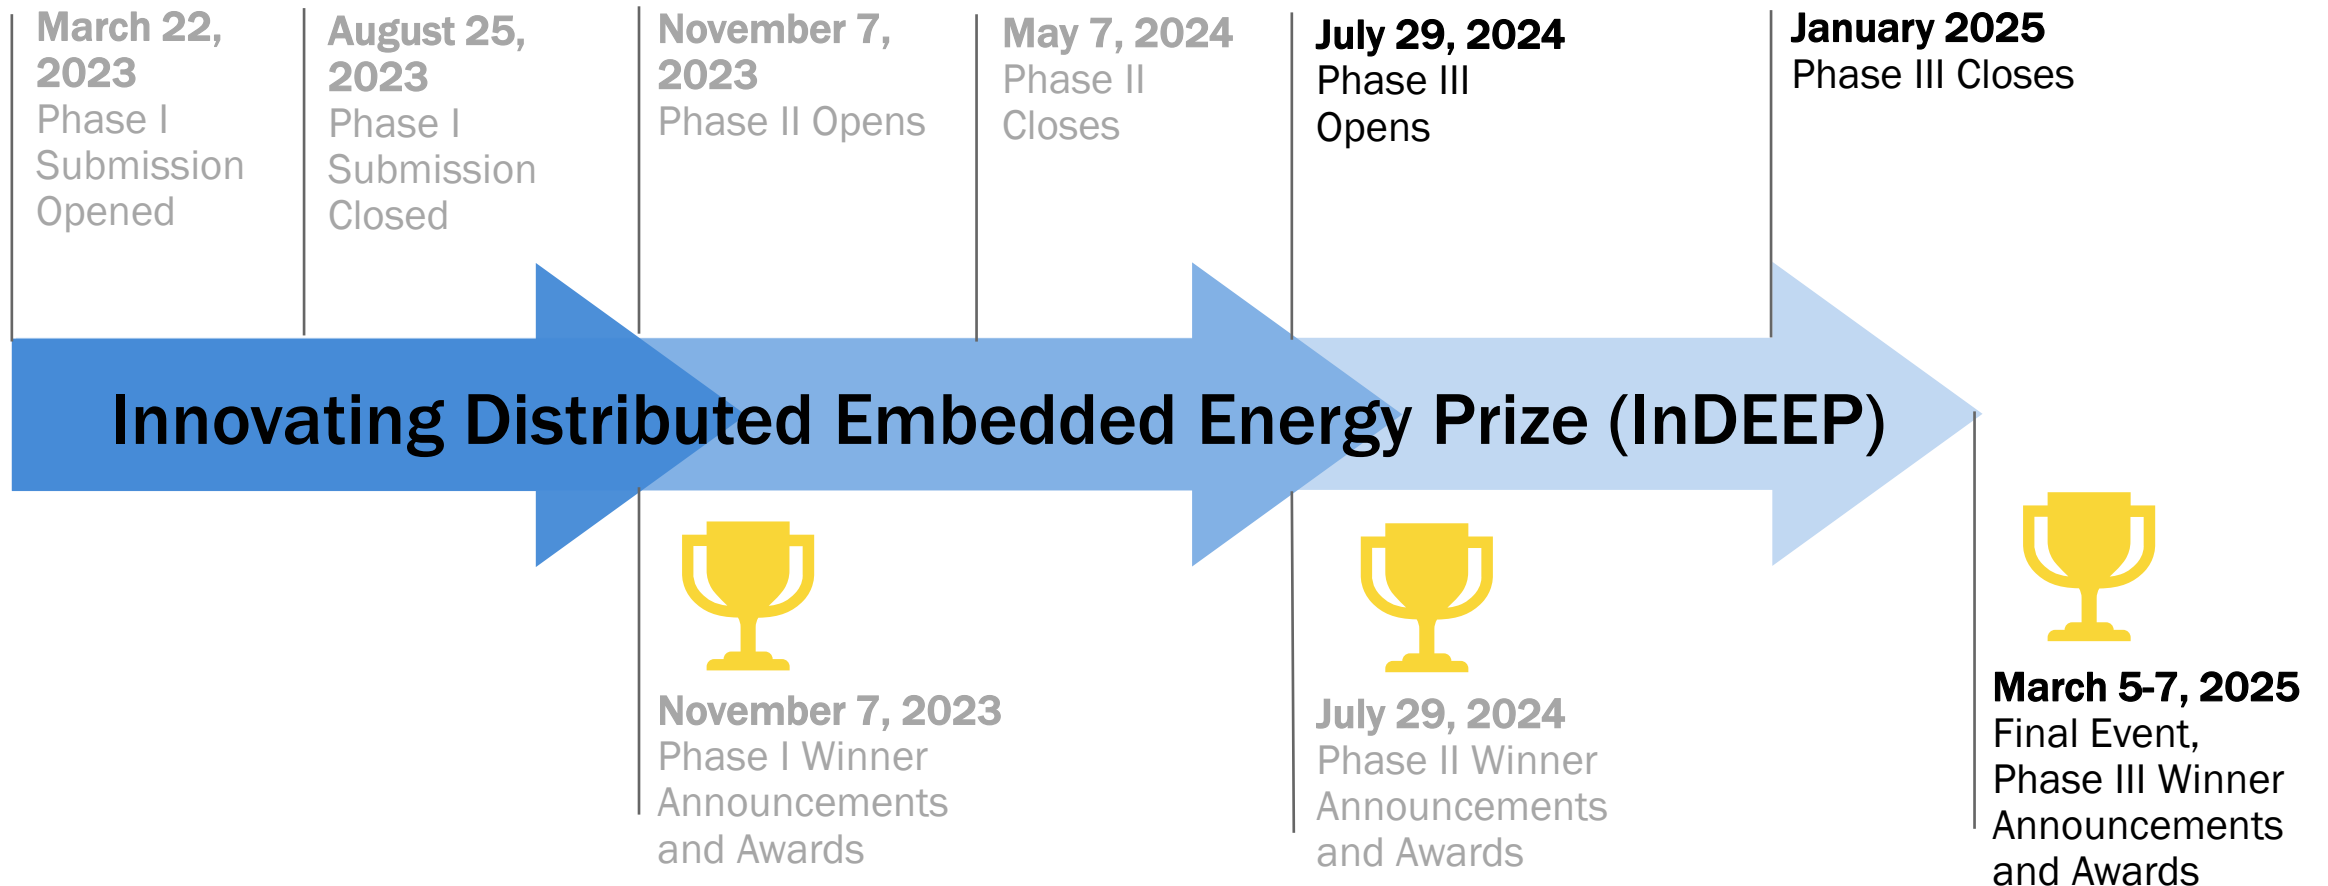 March 22,
2023
Phase I
Submission
Opened
August 25,
2023
Phase I
Submission
Closed
November 7,
2023
Phase II Opens
May 7, 2024
Phase II
Closes
July 29, 2024
Phase III
Opens
January 2025
Phase III Closes
Innovating Distributed Embedded Energy Prize (InDEEP)
November 7, 2023
Phase I Winner
Announcements
and Awards
July 29, 2024
Phase II Winner
Announcements
and Awards
March 5-7, 2025
Final Event,
Phase III Winner
Announcements
and Awards